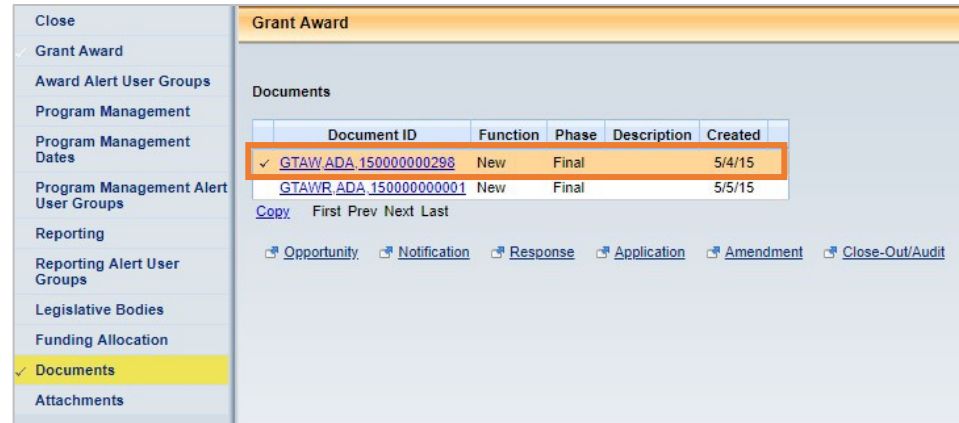 Close
Grant Award
Award Alert User Groups
Program Management
Program Management
Dates
Program Management Alert
User Groups
Reporting
Reporting Alert User
Groups
Legislative Bodies
Funding Allocation
Documents
Attachments
Grant Award
Documents
Document ID Function Phase Description Created
GTAW,ADA,150000000298 New Final 5/4/15
GTAWR,ADA,150000000001 New Final 5/5/15
Copy First Prev Next Last
Opportunity Notification Response Application Amendment Close-Out/Audit